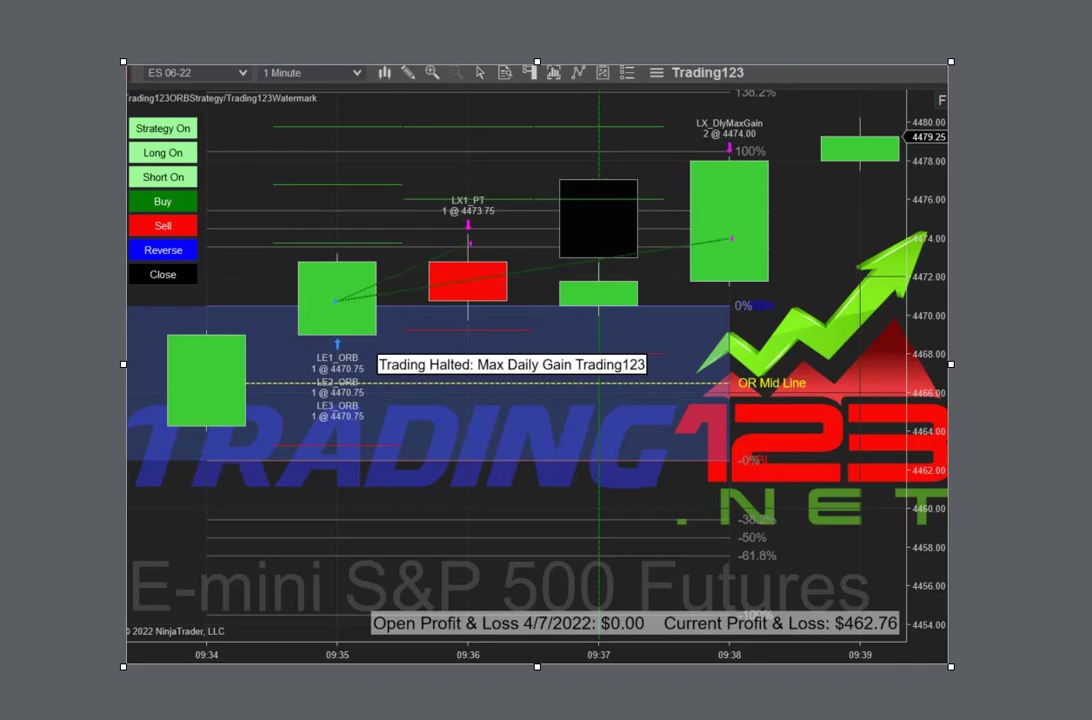 ES 06-22
1 Minute
Trading123
Trading123ORBStrategy/Trading123Watermark
F
Strategy On
Long On
Short On
Buy
Sell
Reverse
Close
138.2%
100%
0%
OR Mid Line
-0%
-38.2%
-50%
-61.8%
-100%
LX_DlyMaxGain
2 @ 4474.00
LX1_PT
1 @ 4473.75
LE1_ORB
1 @ 4470.75
LE2_ORB
1 @ 4470.75
LE3_ORB
1 @ 4470.75
Trading Halted: Max Daily Gain Trading123
TRADING123
.NET
E-mini S&P 500 Futures
Open Profit & Loss 4/7/2022: $0.00 Current Profit & Loss: $462.76
© 2022 NinjaTrader, LLC
4480.00
4479.25
4478.00
4476.00
4474.00
4472.00
4470.00
4468.00
4466.00
4464.00
4462.00
4460.00
4458.00
4456.00
4454.00
09:34
09:35
09:36
09:37
09:38
09:39